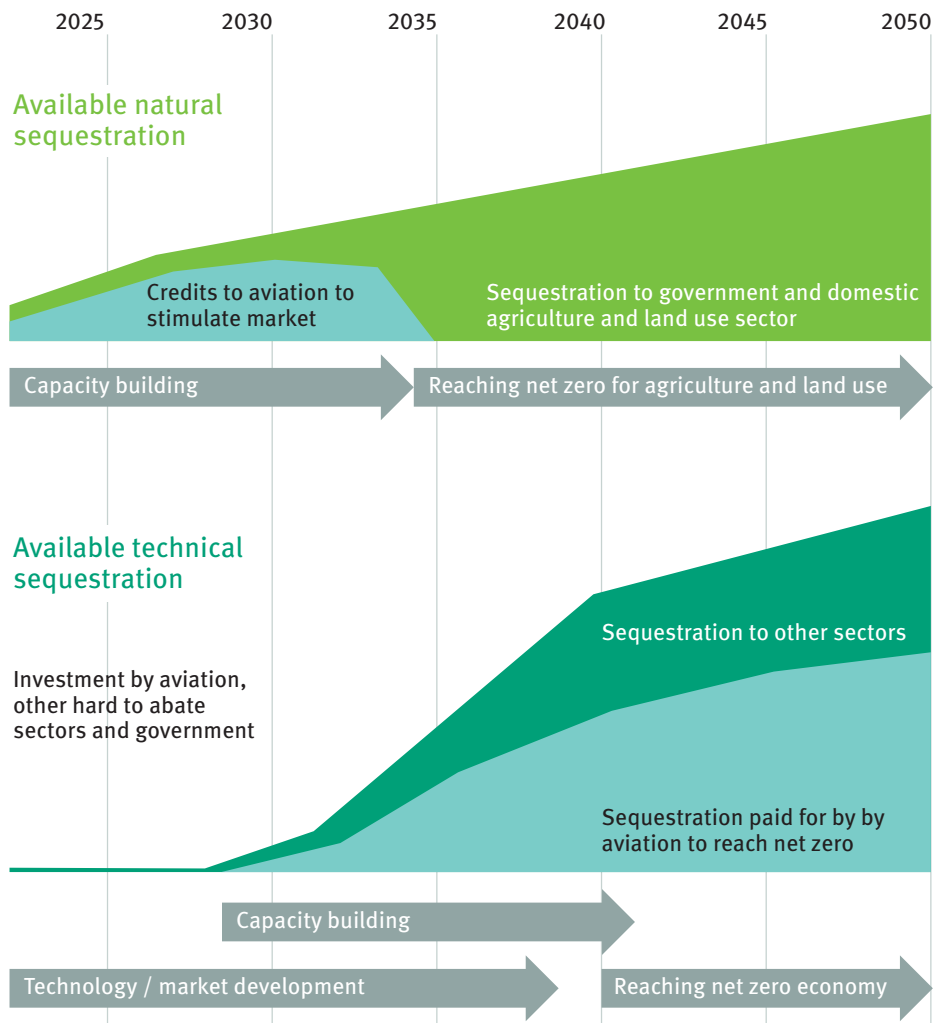 2025 2030 2035 2040 2045 2050
Available natural
sequestration
Credits to aviation to
stimulate market
Sequestration to government and domestic
agriculture and land use sector
Capacity building
Reaching net zero for agriculture and land use
Available technical
sequestration
Sequestration to other sectors
Investment by aviation,
other hard to abate
sectors and government
Sequestration paid for by by
aviation to reach net zero
Capacity building
Technology / market development
Reaching net zero economy